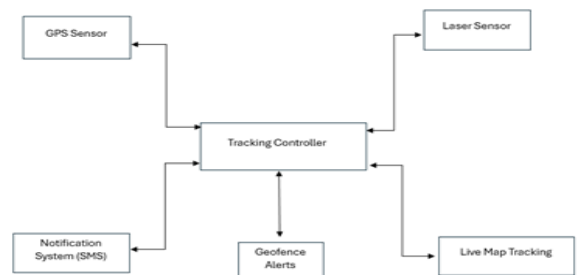 GPS Sensor
Laser Sensor
Tracking Controller
Notification
System (SMS)
Geofence
Alerts
Live Map Tracking